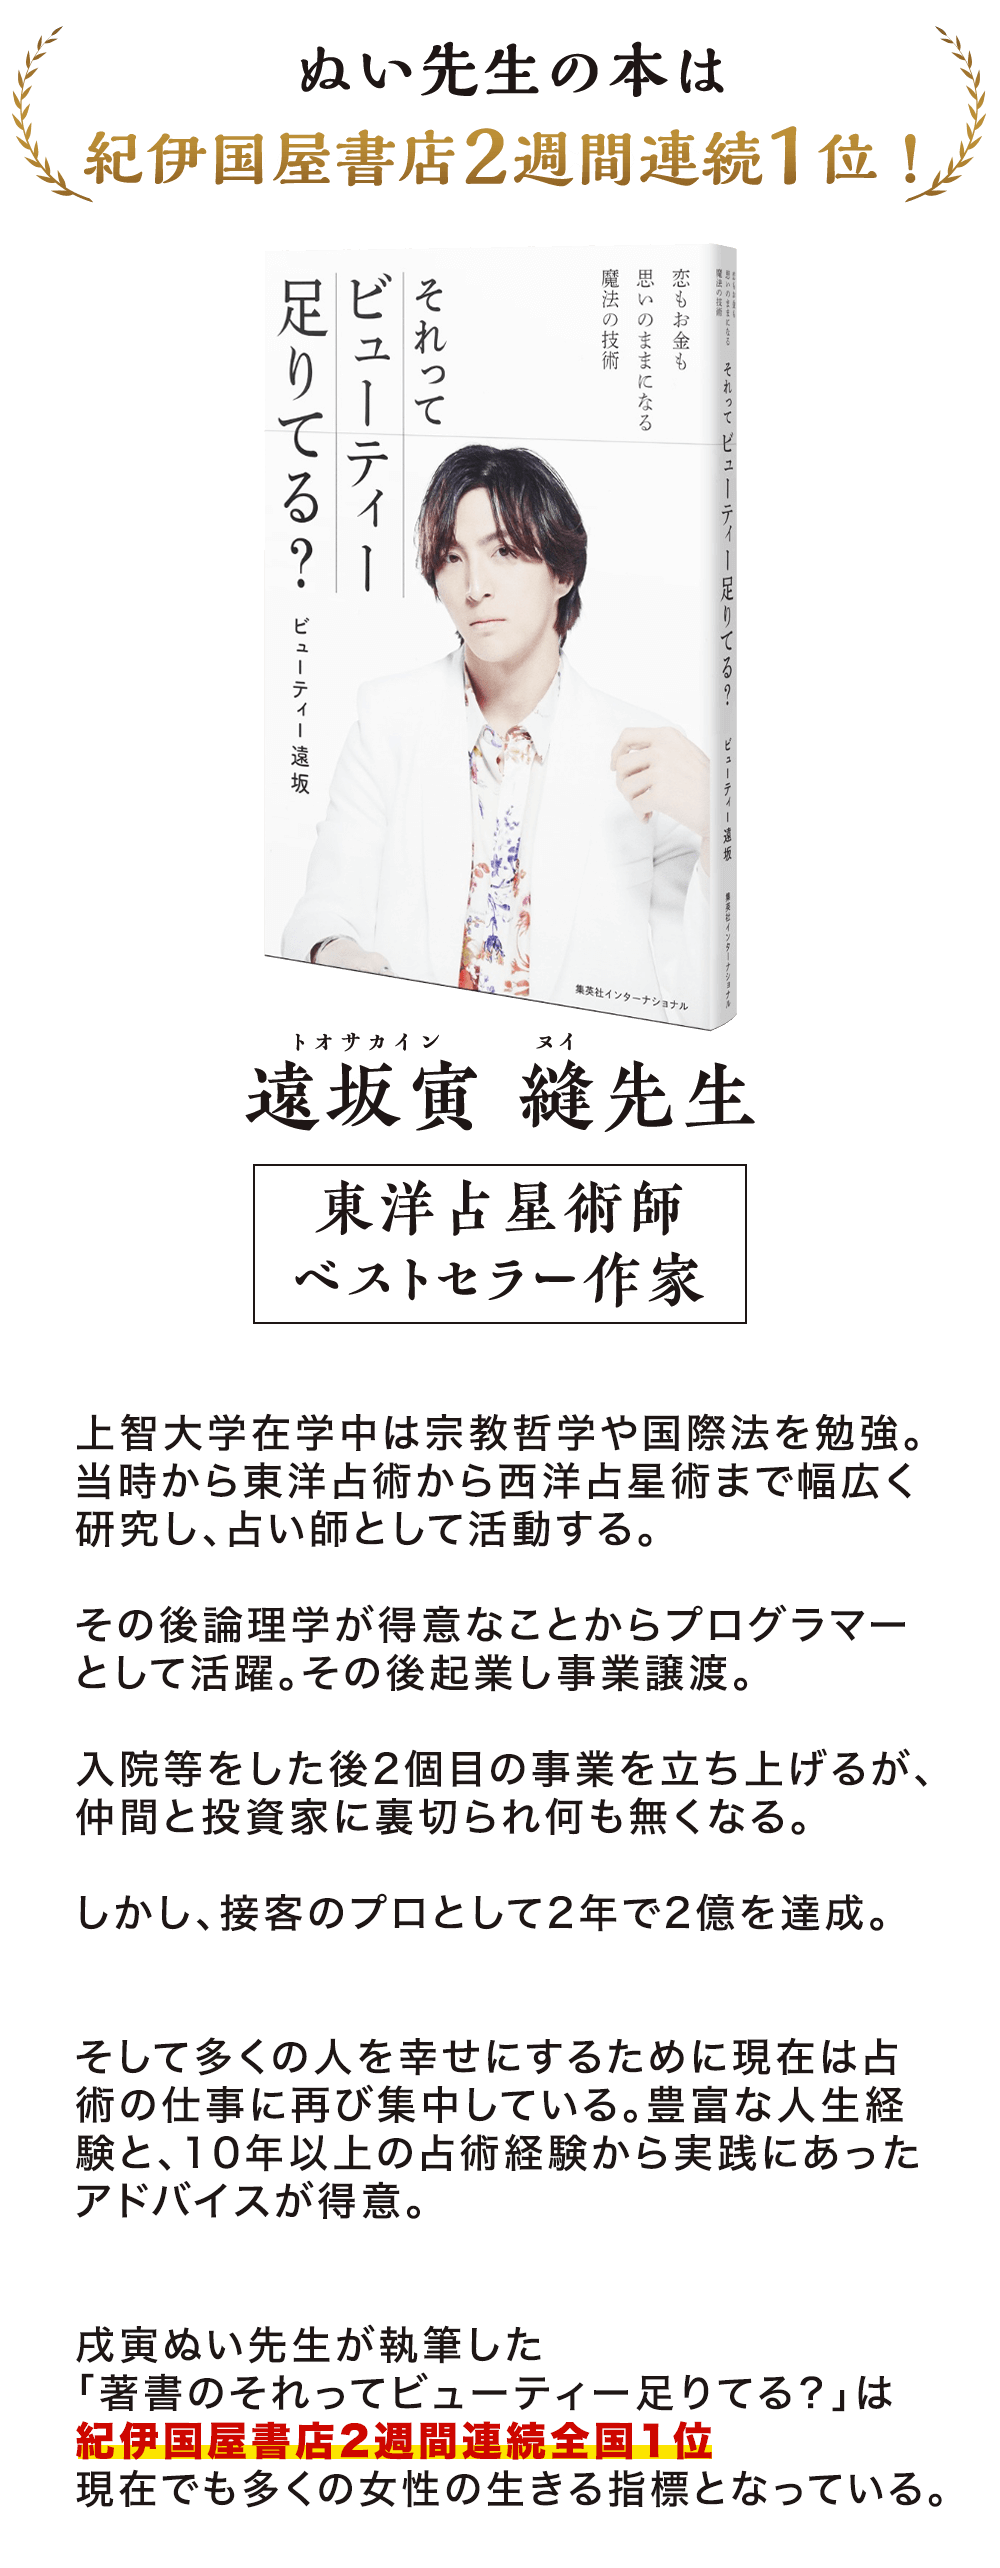 ぬい先生の本は
紀伊国屋書店2週間連続1位！
恋もお金も
思いのままになる
魔法の技術
それって
ビューティー
足りてる？
ビューティー遠坂
集英社インターナショナル
恋もお金も
思いのままになる
魔法の技術
それって ビューティー足りてる？
ビューティー遠坂
集英社インターナショナル
トオサカイン ヌイ
遠坂寅 縫先生
東洋占星術師
ベストセラー作家
上智大学在学中は宗教哲学や国際法を勉強。
当時から東洋占術から西洋占星術まで幅広く
研究し、占い師として活動する。
その後論理学が得意なことからプログラマー
として活躍。その後起業し事業譲渡。
入院等をした後2個目の事業を立ち上げるが、
仲間と投資家に裏切られ何も無くなる。
しかし、接客のプロとして2年で2億を達成。
そして多くの人を幸せにするために現在は占
術の仕事に再び集中している。豊富な人生経
験と、10年以上の占術経験から実践にあった
アドバイスが得意。
戌寅ぬい先生が執筆した
「著書のそれってビューティー足りてる？」は
紀伊国屋書店2週間連続全国1位
現在でも多くの女性の生きる指標となっている。